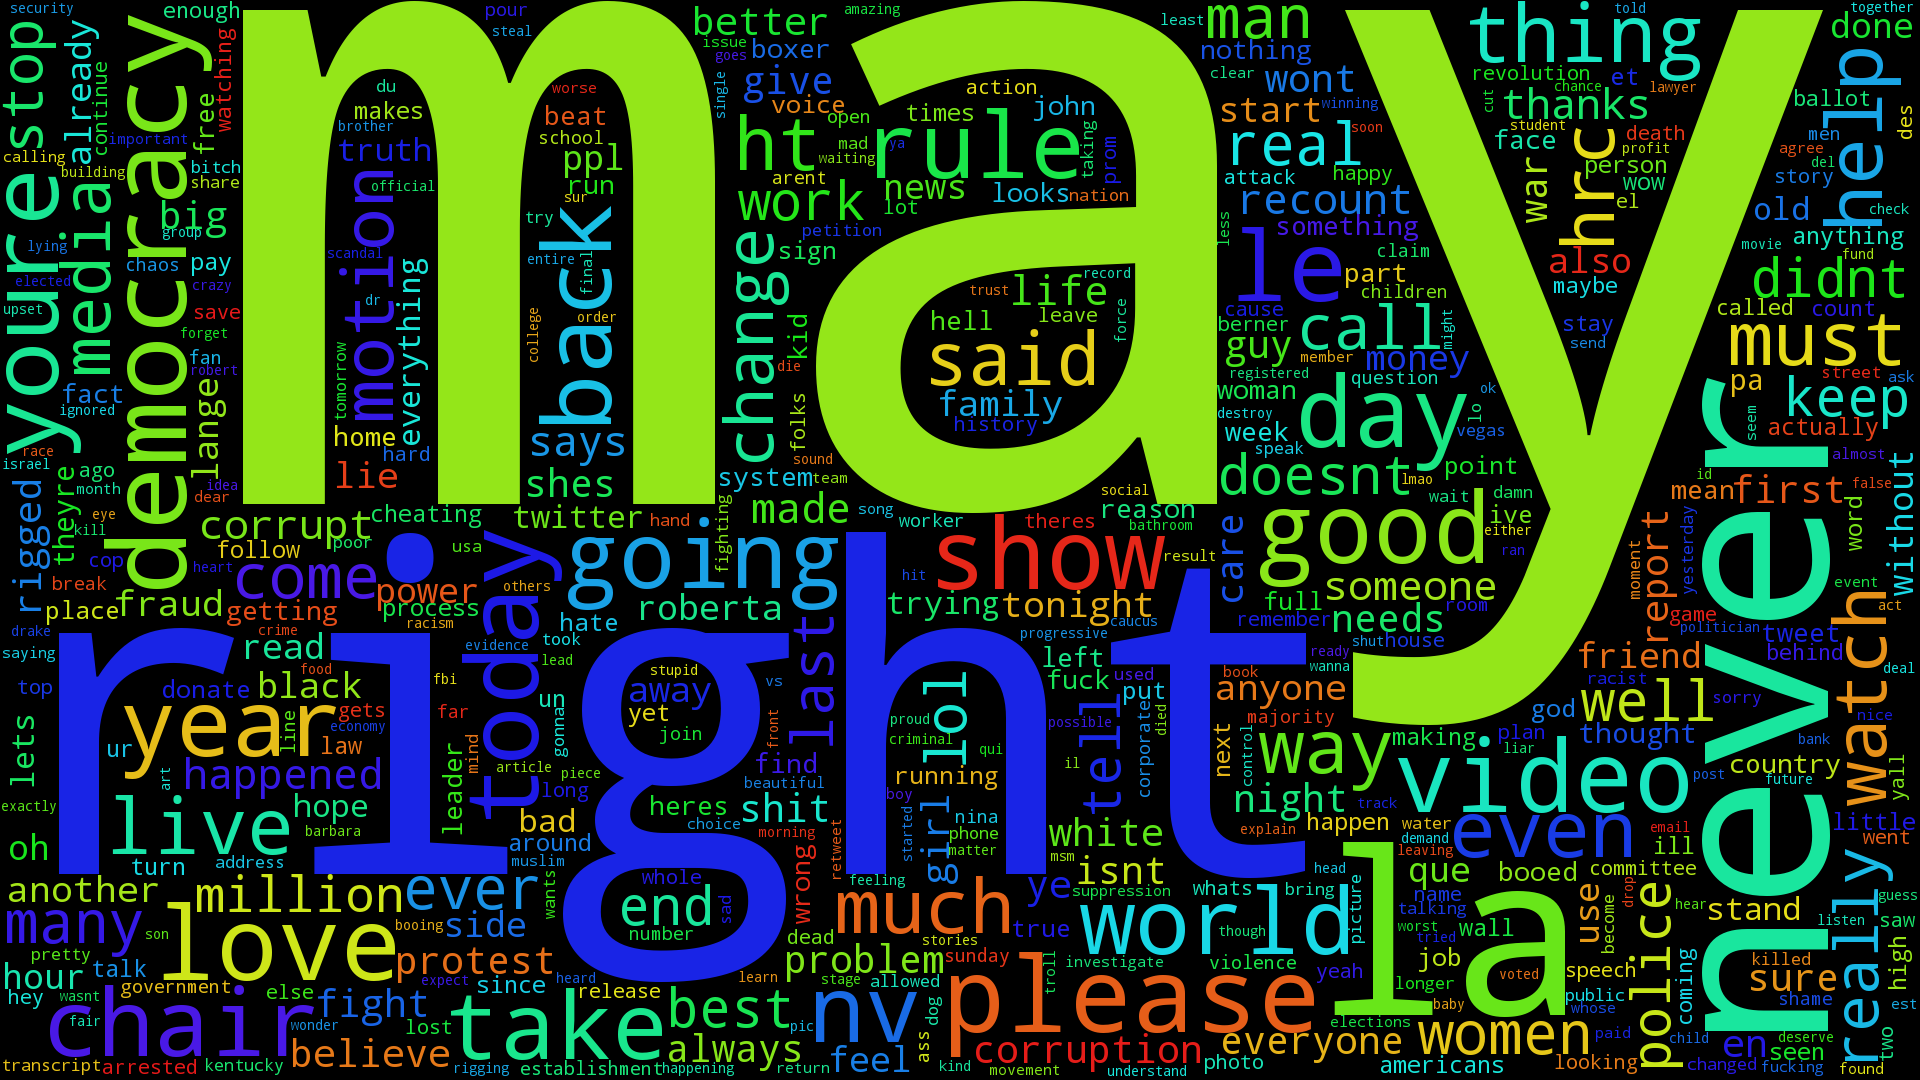 may
right
never
la
democracy
youre
stop
media
already
security
enough
continue
watching
free
important
calling
building
bitch
share
big
group
lying
chaos
pay
elected
crazy
upset
save
forget
fan
robert
fact
ignored
lange
race
israel
ago
month
idea
dear
rigged
theyre
eye
kill
cop
heart
break
place
corrupt
follow
fraud
getting
come
cheating
poor
usa
power
process
racism
crime
drake
saying
top
lets
exactly
oh
donate
read
black
food
year
gets
line
economy
law
ur
happened
art
live
hope
barbara
turn
address
leader
fbi
far
mind
today
evidence
others
took
lead
un
gonna
article
piece
long
bad
around
muslim
another
many
million
love
ever
side
booing
son
pretty
hour
talk
hey
wasnt
fair
government
else
protest
expect
since
heard
fight
chair
wonder
lost
take
believe
transcript
arrested
kentucky
rigging
establishment
happening
release
wants
pour
steal
du
makes
brother
truth
official
motion
scandal
dr
tomorrow
everything
home
hard
lie
worse
beat
school
ppl
run
sur
try
back
entire
final
order
college
says
shes
twitter
hand
going
hate
roberta
fighting
system
team
made
song
worker
sound
better
amazing
issue
goes
boxer
give
single
voice
open
times
action
john
ht
mad
waiting
ya
rule
taking
prom
arent
work
news
lot
looks
nation
petition
sign
change
kid
die
folks
trust
life
record
hell
leave
force
said
family
history
social
reason
bathroom
theres
show
result
hit
trying
tonight
caucus
progressive
left
fuck
used
put
died
possible
tell
corporated
stupid
away
yet
join
vs
front
last
find
beautiful
heres
shit
choice
morning
wrong
retweet
boy
started
proud
criminal
lol
qui
running
girl
nina
phone
matter
il
msm
white
isnt
suppression
feeling
whole
end
number
sad
dead
problem
learn
stage
allowed
stories
much
sunday
ye
true
troll
investigate
world
though
whats
bring
violence
picture
head
yeah
best
always
pic
return
nv
feel
ass
dog
kind
please
corruption
movement
understand
photo
elections
everyone
americans
least
man
nothing
clear
wont
start
winning
real
soon
attack
happy
recount
something
less
le
claim
part
children
cause
berner
call
might
guy
member
money
registered
woman
question
ok
destroy
day
lo
week
speak
vegas
doesnt
lmao
point
wait
damn
good
ive
either
ran
care
someone
full
needs
remember
room
shut
house
ready
wanna
book
anyone
majority
next
control
way
making
night
track
explain
happen
water
demand
leaving
video
even
que
booed
ill
committee
name
talking
worst
wall
tried
job
voted
speech
longer
baby
public
whose
women
paid
looking
use
become
drop
police
hear
thing
told
together
done
revolution
et
lawyer
chance
cut
thanks
student
profit
face
death
person
wow
el
war
hrc
also
maybe
stay
send
ballot
men
agree
del
story
des
help
old
check
anything
movie
fund
didnt
called
count
must
street
ask
pa
keep
seem
actually
almost
id
mean
first
false
word
without
report
moment
yesterday
event
act
game
politician
tweet
behind
deal
friend
racist
sorry
well
god
plan
thought
liar
nice
bank
country
post
future
watch
yall
email
little
went
guess
stand
saw
listen
high
killed
sure
coming
shame
really
est
two
deserve
child
en
seen
changed
fucking
found